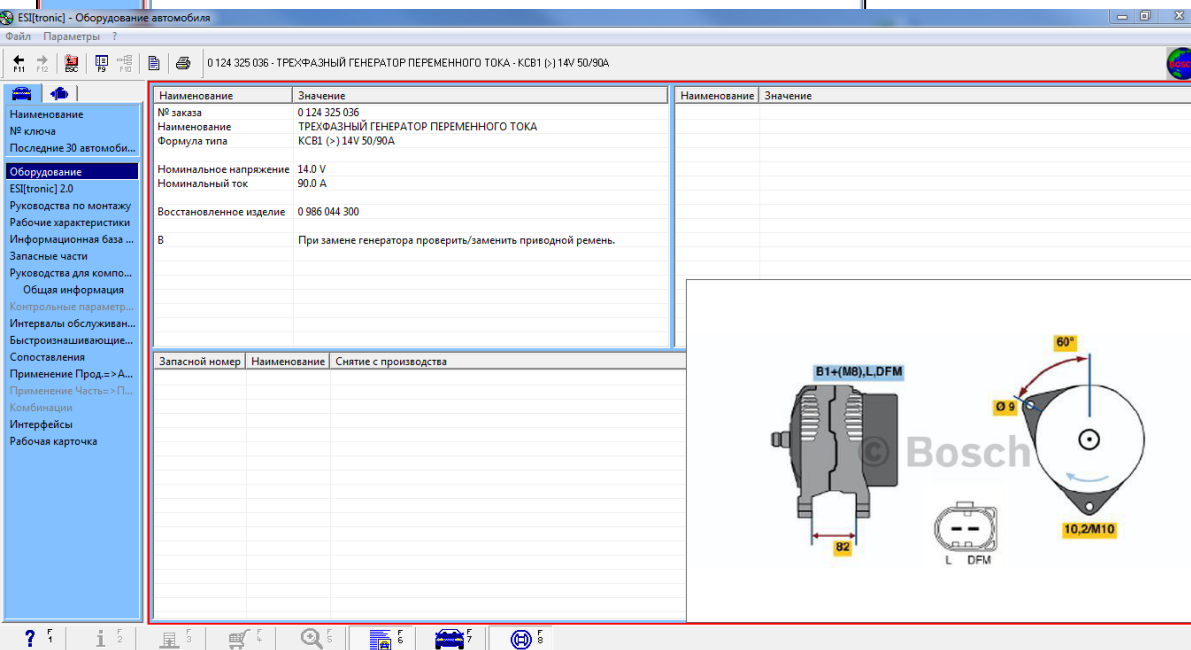 ESI[tronic] - Оборудование автомобиля
Файл Параметры ?
F11 F12 ESC F9 F10 0 124 325 036 - ТРЕХФАЗНЫЙ ГЕНЕРАТОР ПЕРЕМЕННОГО ТОКА - КСВ1 (>) 14V 50/90A
Наименование
№ ключа
Последние 30 автомоби...
Оборудование
ESI[tronic] 2.0
Руководства по монтажу
Рабочие характеристики
Информационная база ...
Запасные части
Руководства для компо...
Общая информация
Контрольные параметр...
Интервалы обслуживан...
Быстроизнашивающие...
Сопоставления
Применение Прод.=>А...
Применение Часть=>П...
Комбинации
Интерфейсы
Рабочая карточка
Наименование Значение
№ заказа 0 124 325 036
Наименование ТРЕХФАЗНЫЙ ГЕНЕРАТОР ПЕРЕМЕННОГО ТОКА
Формула типа КСВ1 (>) 14V 50/90A
Номинальное напряжение 14.0 V
Номинальный ток 90.0 A
Восстановленное изделие 0 986 044 300
В При замене генератора проверить/заменить приводной ремень.
Наименование Значение
Запасной номер Наименование Снятие с производства
60°
B1+(M8),L,DFM
Ø 9
© Bosch
10,2/M10
82
L DFM
? F1 i F2 F3 F4 F5 F6 F7 F8